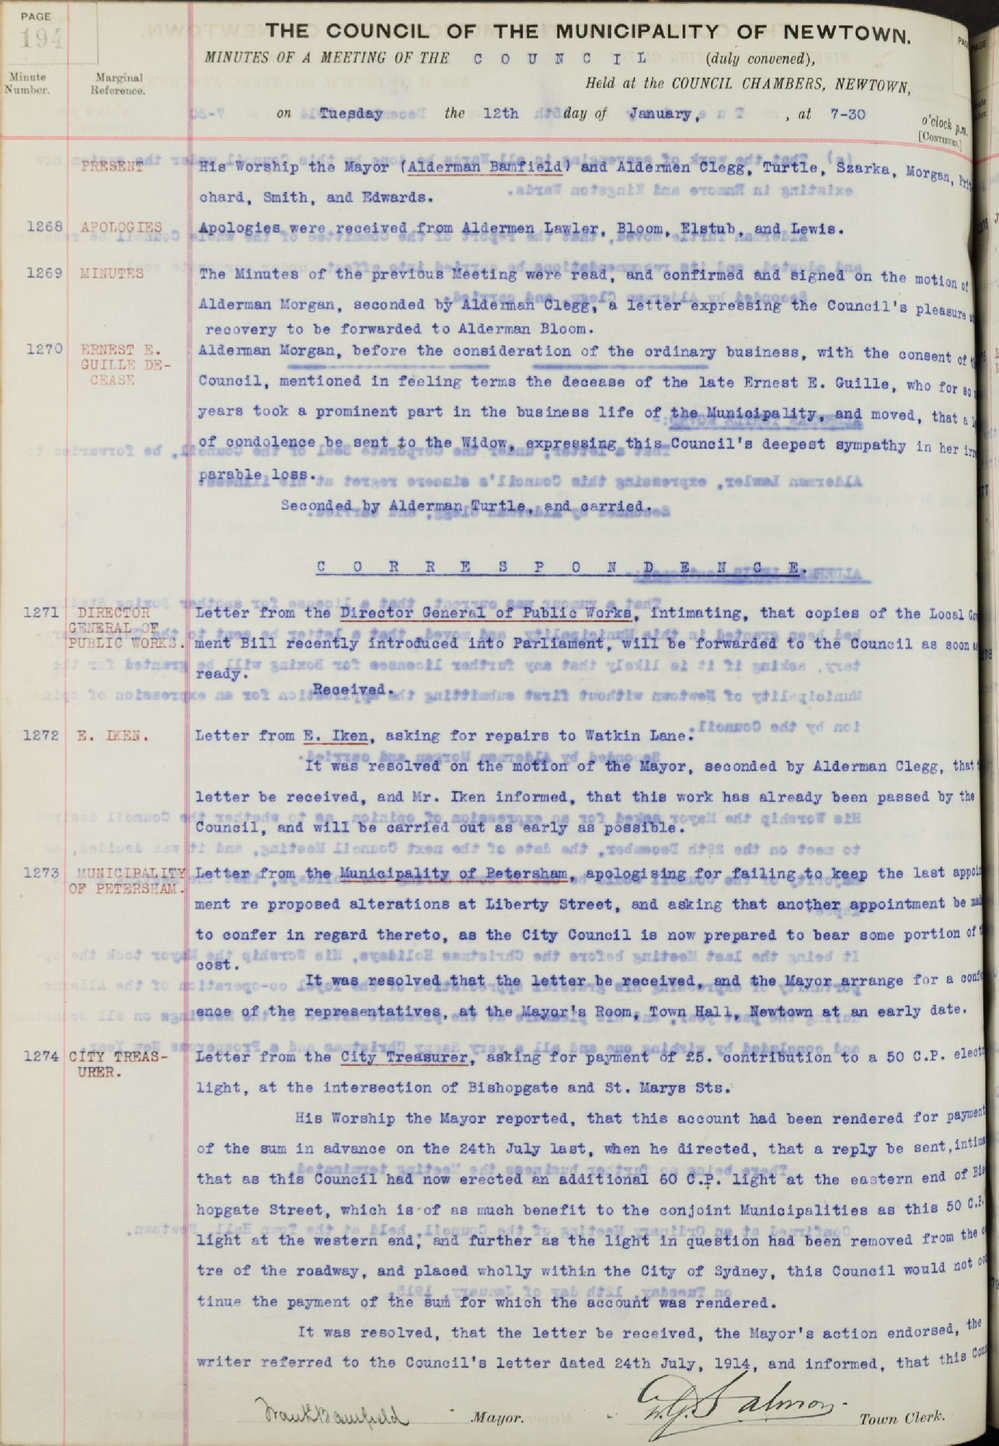 PAGE
194
THE COUNCIL OF THE MUNICIPALITY OF NEWTOWN.
MINUTES OF A MEETING OF THE C O U N C I L (duly convened),
Minute Number.
Marginal Reference.
Held at the COUNCIL CHAMBERS, NEWTOWN,
on Tuesday the 12th day of January, , at 7-30 o'clock p.m.
[CONTINUED.]
PRESENT
His Worship the Mayor (Alderman Bamfield) and Aldermen Clegg, Turtle, Szarka, Morgan, Prit
chard, Smith, and Edwards.
1268 APOLOGIES
Apologies were received from Aldermen Lawler, Bloom, Elstub, and Lewis.
1269 MINUTES
The Minutes of the previous Meeting were read, and confirmed and signed on the motion of
Alderman Morgan, seconded by Alderman Clegg, a letter expressing the Council's pleasure
recovery to be forwarded to Alderman Bloom.
1270 ERNEST E.
GUILLE DE-
CEASE
Alderman Morgan, before the consideration of the ordinary business, with the consent of
Council, mentioned in feeling terms the decease of the late Ernest E. Guille, who for so
years took a prominent part in the business life of the Municipality, and moved, that a
of condolence be sent to the Widow, expressing this Council's deepest sympathy in her irr
parable loss.
Seconded by Alderman Turtle, and carried.
C O R R E S P O N D E N C E.
1271 DIRECTOR
GENERAL OF
PUBLIC WORKS.
Letter from the Director General of Public Works, intimating, that copies of the Local
ment Bill recently introduced into Parliament, will be forwarded to the Council as soon
ready.
Received.
1272 E. IKEN.
Letter from E. Iken, asking for repairs to Watkin Lane.
It was resolved on the motion of the Mayor, seconded by Alderman Clegg, that
letter be received, and Mr. Iken informed, that this work has already been passed by the
Council, and will be carried out as early as possible.
1273 MUNICIPALITY
OF PETERSHAM.
Letter from the Municipality of Petersham, apologising for failing to keep the last appoin
ment re proposed alterations at Liberty Street, and asking that another appointment be
to confer in regard thereto, as the City Council is now prepared to bear some portion of
cost.
It was resolved that the letter be received, and the Mayor arrange for a confe
ence of the representatives, at the Mayor's Room, Town Hall, Newtown at an early date.
1274 CITY TREAS-
URER.
Letter from the City Treasurer, asking for payment of £5. contribution to a 50 C.P. elect
light, at the intersection of Bishopgate and St. Marys Sts.
His Worship the Mayor reported, that this account had been rendered for payment
of the sum in advance on the 24th July last, when he directed, that a reply be sent, intima
that as this Council had now erected an additional 60 C.P. light at the eastern end of Bis
hopgate Street, which is of as much benefit to the conjoint Municipalities as this 50 C.P.
light at the western end, and further as the light in question had been removed from the
tre of the roadway, and placed wholly within the City of Sydney, this Council would not
tinue the payment of the sum for which the account was rendered.
It was resolved, that the letter be received, the Mayor's action endorsed, the
writer referred to the Council's letter dated 24th July, 1914, and informed, that this
Frank Bamfield Mayor. Salmon Town Clerk.